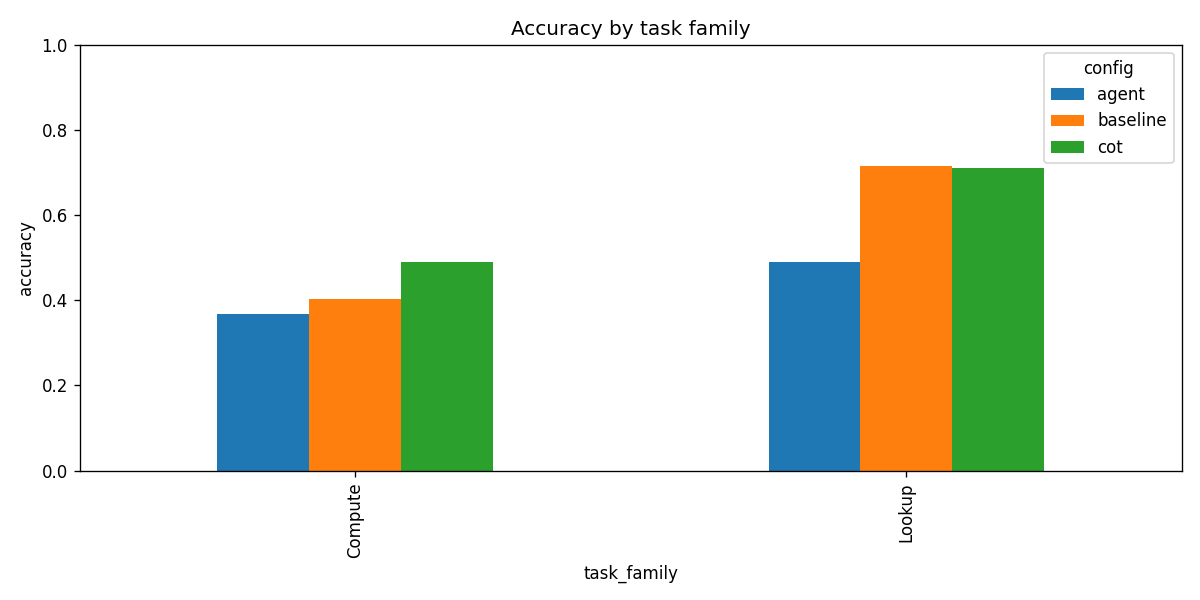 Accuracy by task family
config
agent
baseline
cot
accuracy
1.0
0.8
0.6
0.4
0.2
0.0
Compute
Lookup
task_family